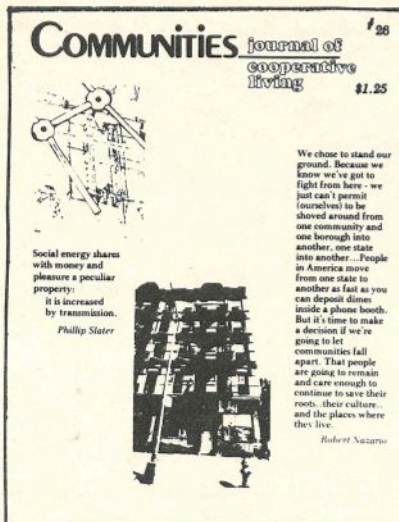 COMMUNITIES journal of
cooperative
living
#26
$1.25
Social energy shares
with money and
pleasure a peculiar
property:
it is increased
by transmission.
Phillip Slater
We chose to stand our
ground. Because we
know we've got to
fight from here - we
just can't permit
(ourselves) to be
shoved around from
one community and
one borough into
another, one state
into another...People
in America move
from one state to
another as fast as you
can deposit dimes
inside a phone booth.
But it's time to make
a decision if we're
going to let
communities fall
apart. That people
are going to remain
and care enough to
continue to save their
roots..their culture..
and the places where
they live.
Robert Nazario